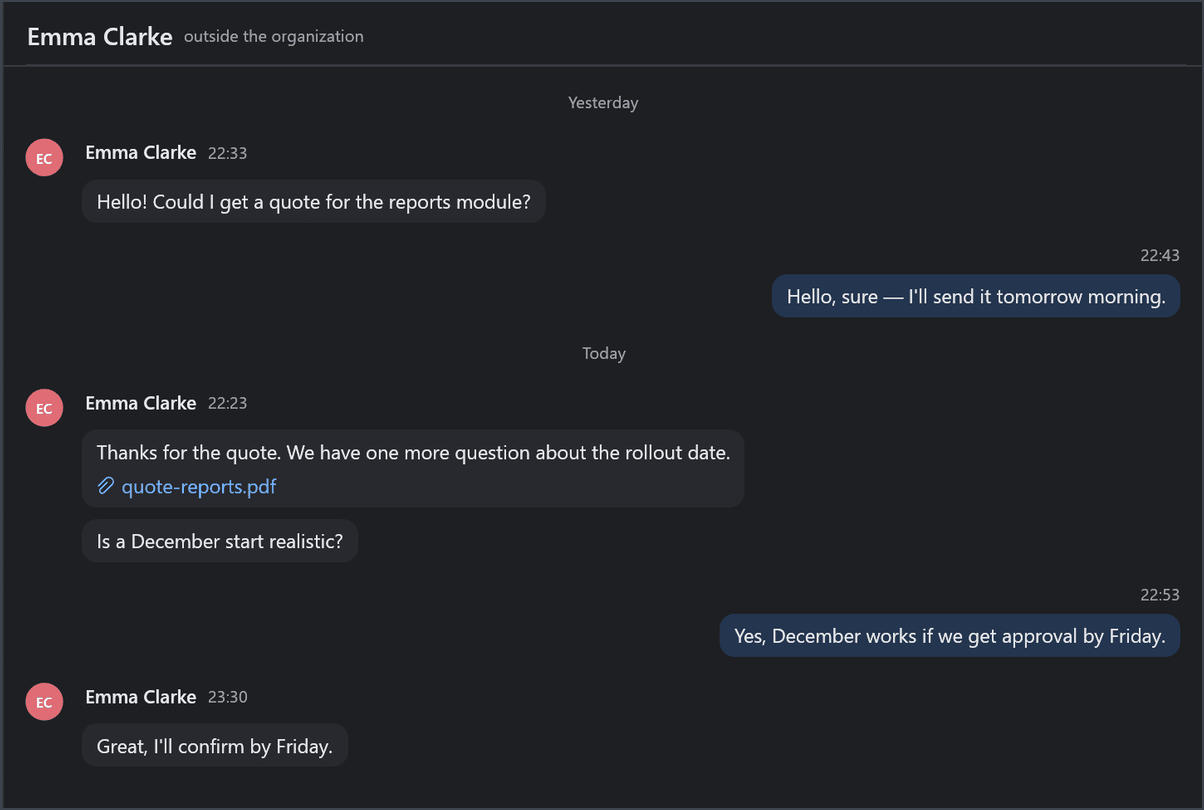 Emma Clarke outside the organization
Yesterday
EC Emma Clarke 22:33
Hello! Could I get a quote for the reports module?
22:43
Hello, sure — I'll send it tomorrow morning.
Today
EC Emma Clarke 22:23
Thanks for the quote. We have one more question about the rollout date.
quote-reports.pdf
Is a December start realistic?
22:53
Yes, December works if we get approval by Friday.
EC Emma Clarke 23:30
Great, I'll confirm by Friday.